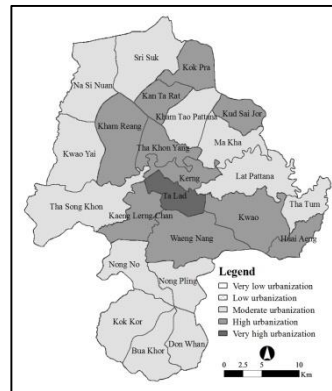 Sri Suk
Kok Pra
Na Si Nuan
Kan Ta Rat
Kham Tao Pattana
Kud Sai Jor
Kham Reang
Tha Khon Yang
Ma Kha
Kwao Yai
Kerng
Lat Pattana
Ta Lad
Tha Song Khon
Tha Tum
Kaeng Lerng Chan
Kwao
Huai Aeng
Waeng Nang
Nong No
Nong Pling
Kok Kor
Bua Khor
Don Whan
Legend
Very low urbanization
Low urbanization
Moderate urbanization
High urbanization
Very high urbanization
0 2.5 5 10
Km